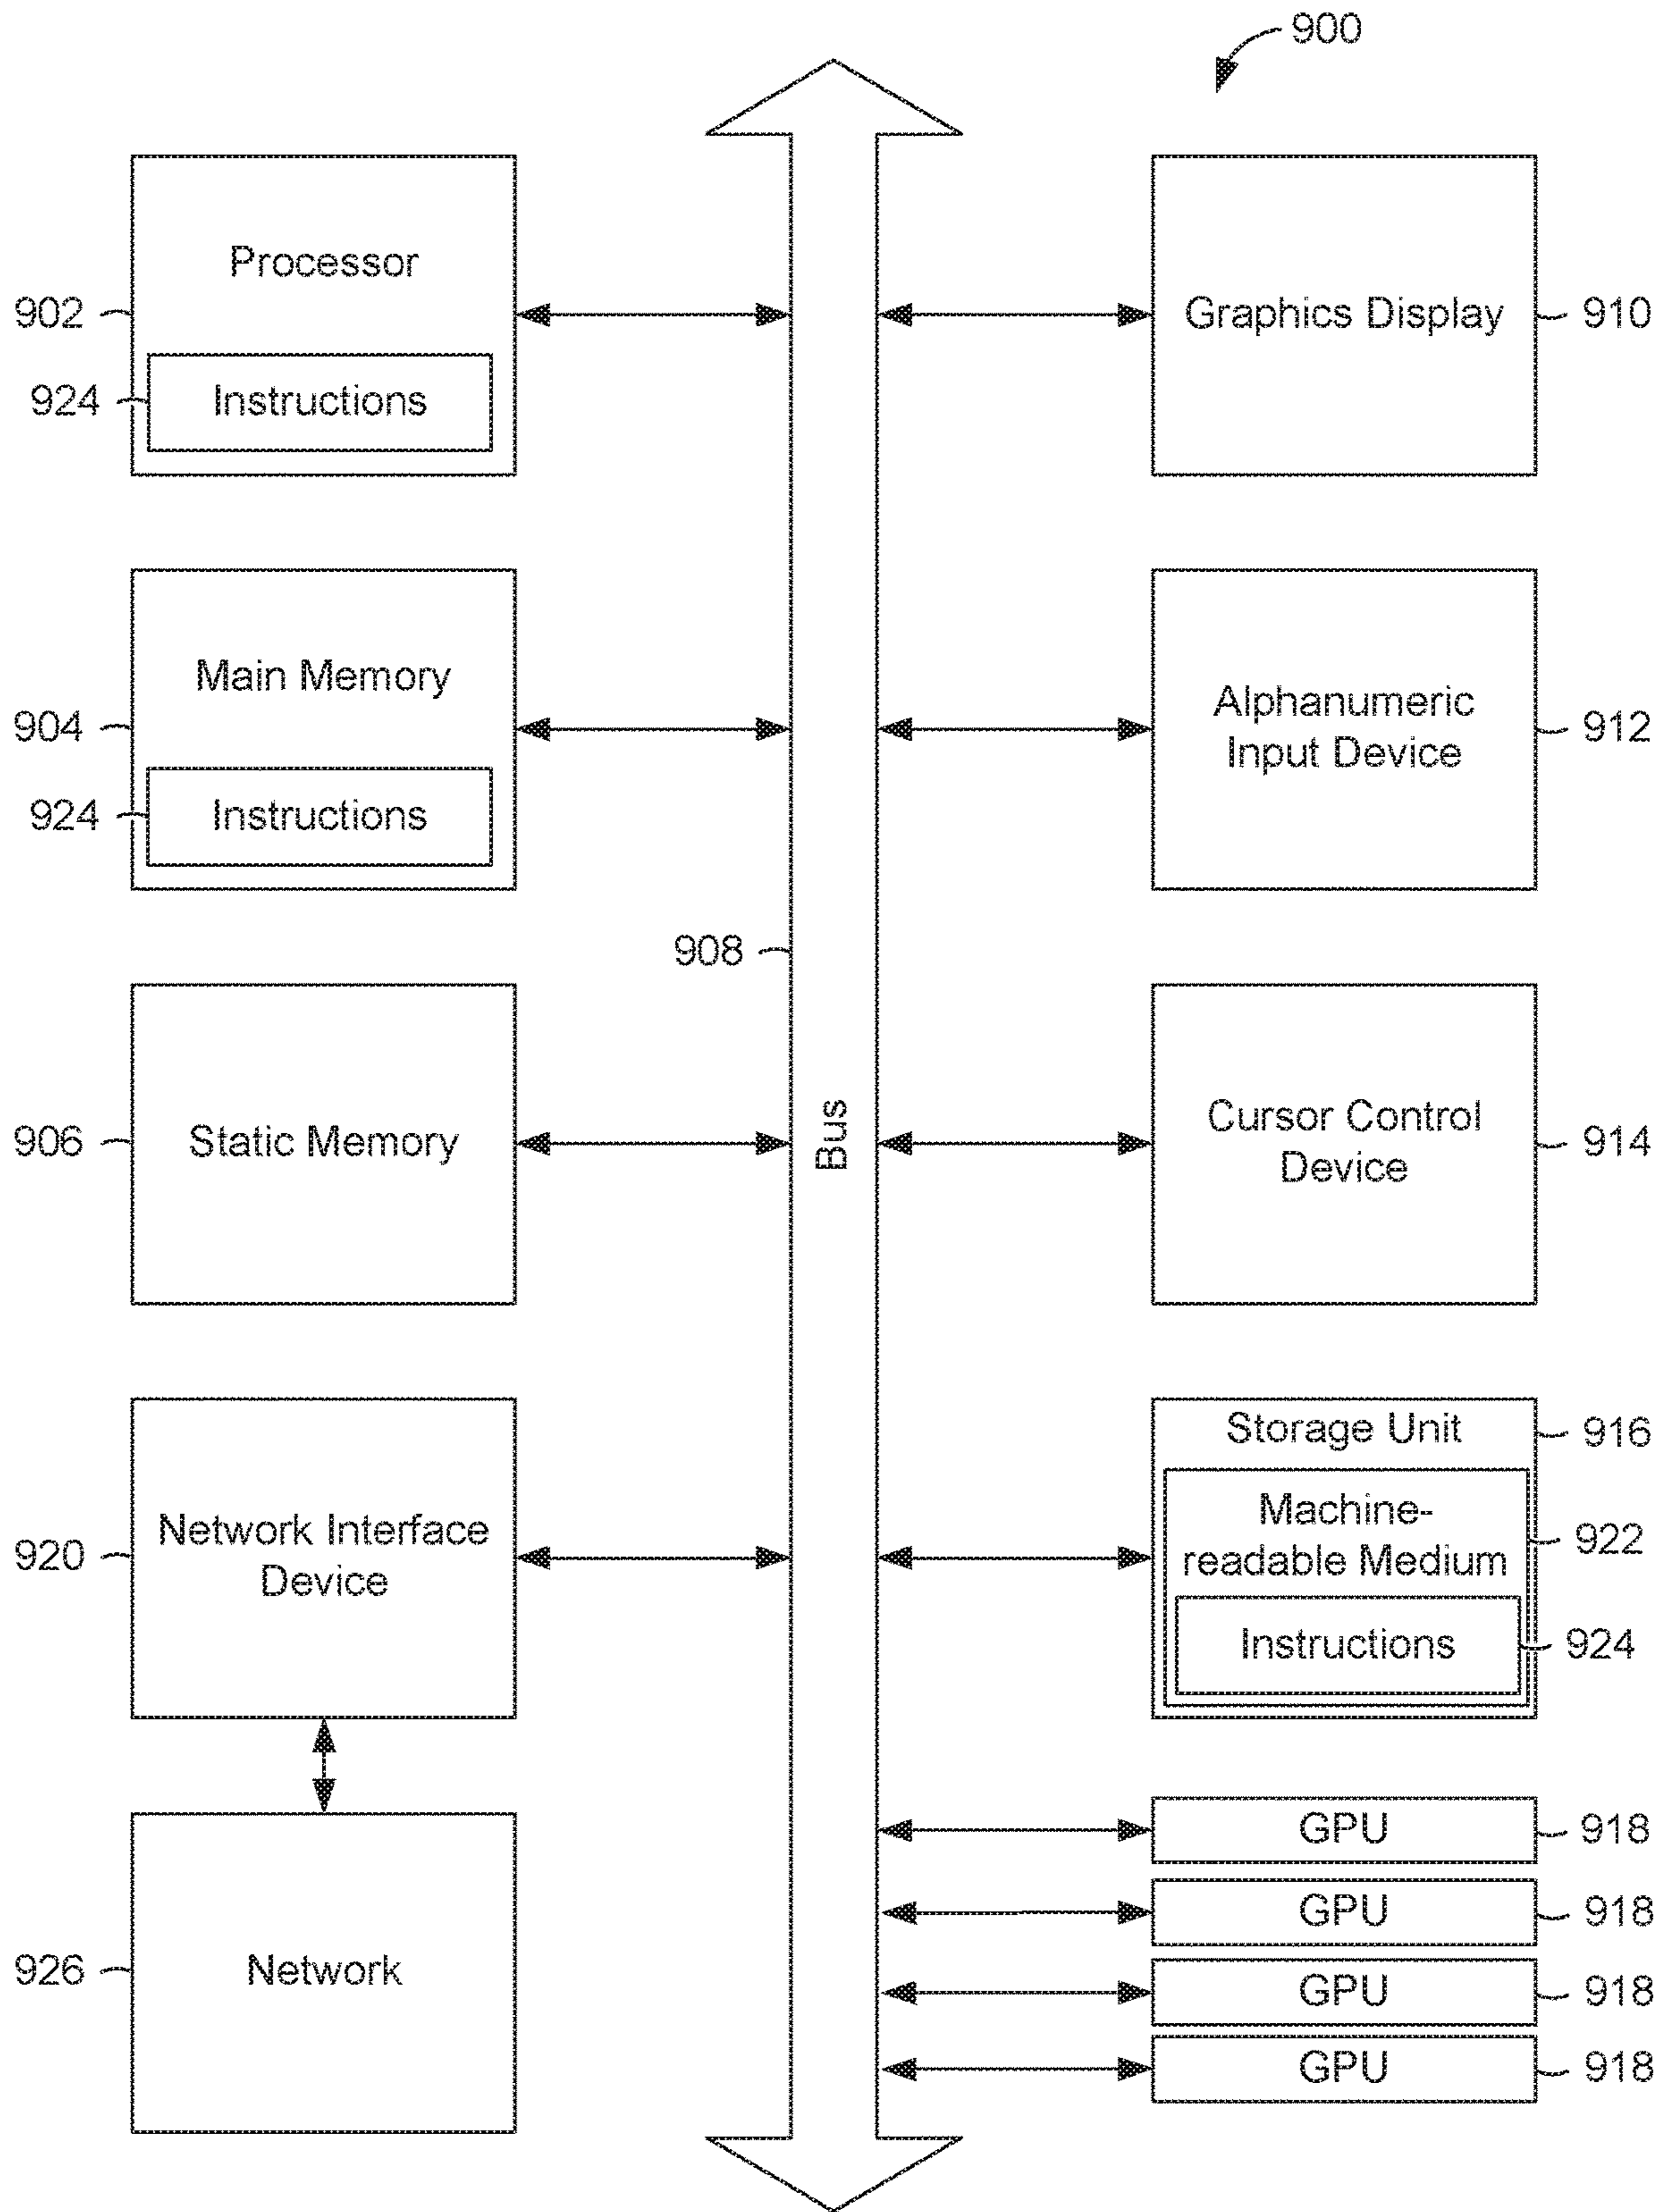 900
Processor
902
924
Instructions
Graphics Display
910
Main Memory
904
924
Instructions
Alphanumeric
Input Device
912
908
Bus
906
Static Memory
Cursor Control
Device
914
920
Network Interface
Device
Storage Unit
916
Machine-
readable Medium
922
Instructions
924
926
Network
GPU
918
GPU
918
GPU
918
GPU
918